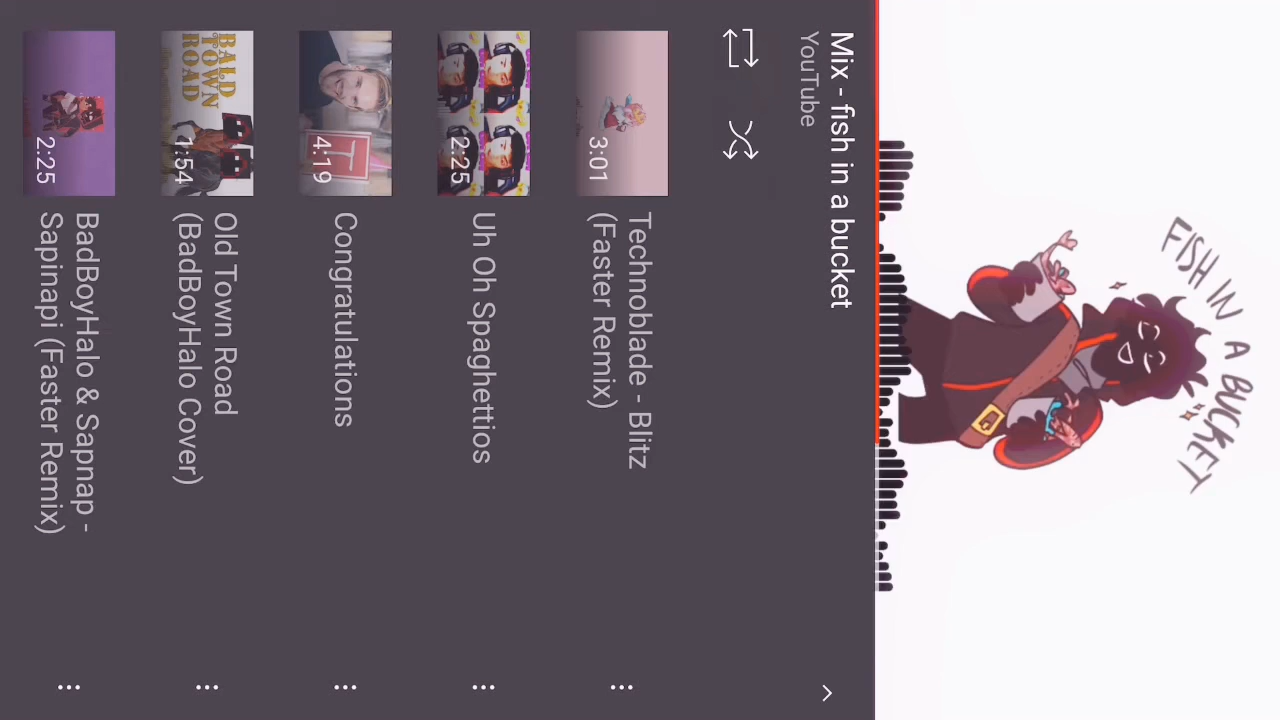 FISH IN A BUCKET
Mix - fish in a bucket
YouTube
3:01
Technoblade - Blitz
(Faster Remix)
2:25
Uh Oh Spaghettios
4:19
Congratulations
BALD
TOWN
ROAD
1:54
Old Town Road
(BadBoyHalo Cover)
2:25
BadBoyHalo & Sapnap -
Sapinapi (Faster Remix)